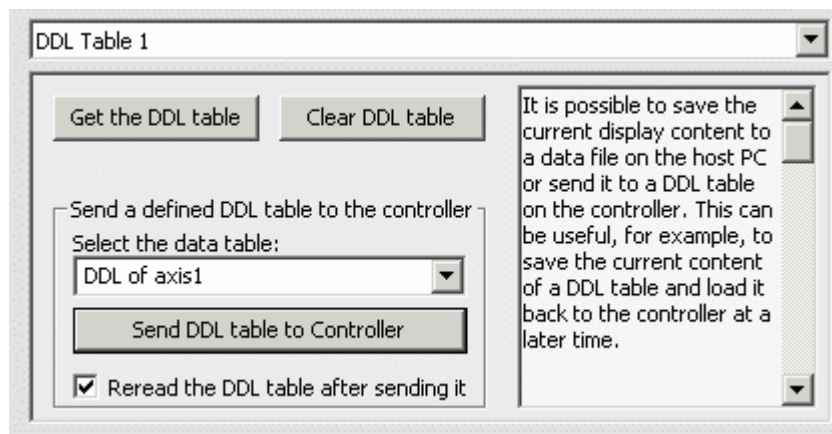 DDL Table 1
Get the DDL table
Clear DDL table
Send a defined DDL table to the controller
Select the data table:
DDL of axis1
Send DDL table to Controller
Reread the DDL table after sending it
It is possible to save the
current display content to
a data file on the host PC
or send it to a DDL table
on the controller. This can
be useful, for example, to
save the current content
of a DDL table and load it
back to the controller at a
later time.